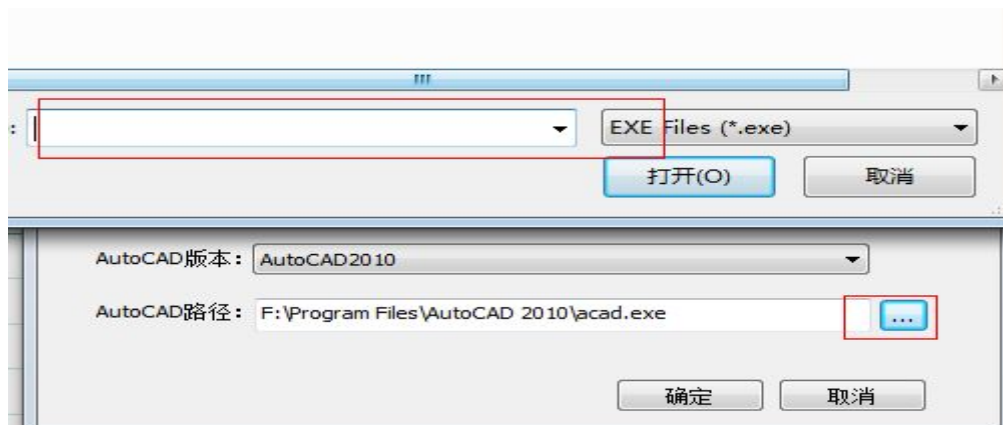 :
EXE Files (*.exe)
打开(O)
取消
AutoCAD版本: AutoCAD2010
AutoCAD路径: F:\Program Files\AutoCAD 2010\acad.exe ...
确定
取消